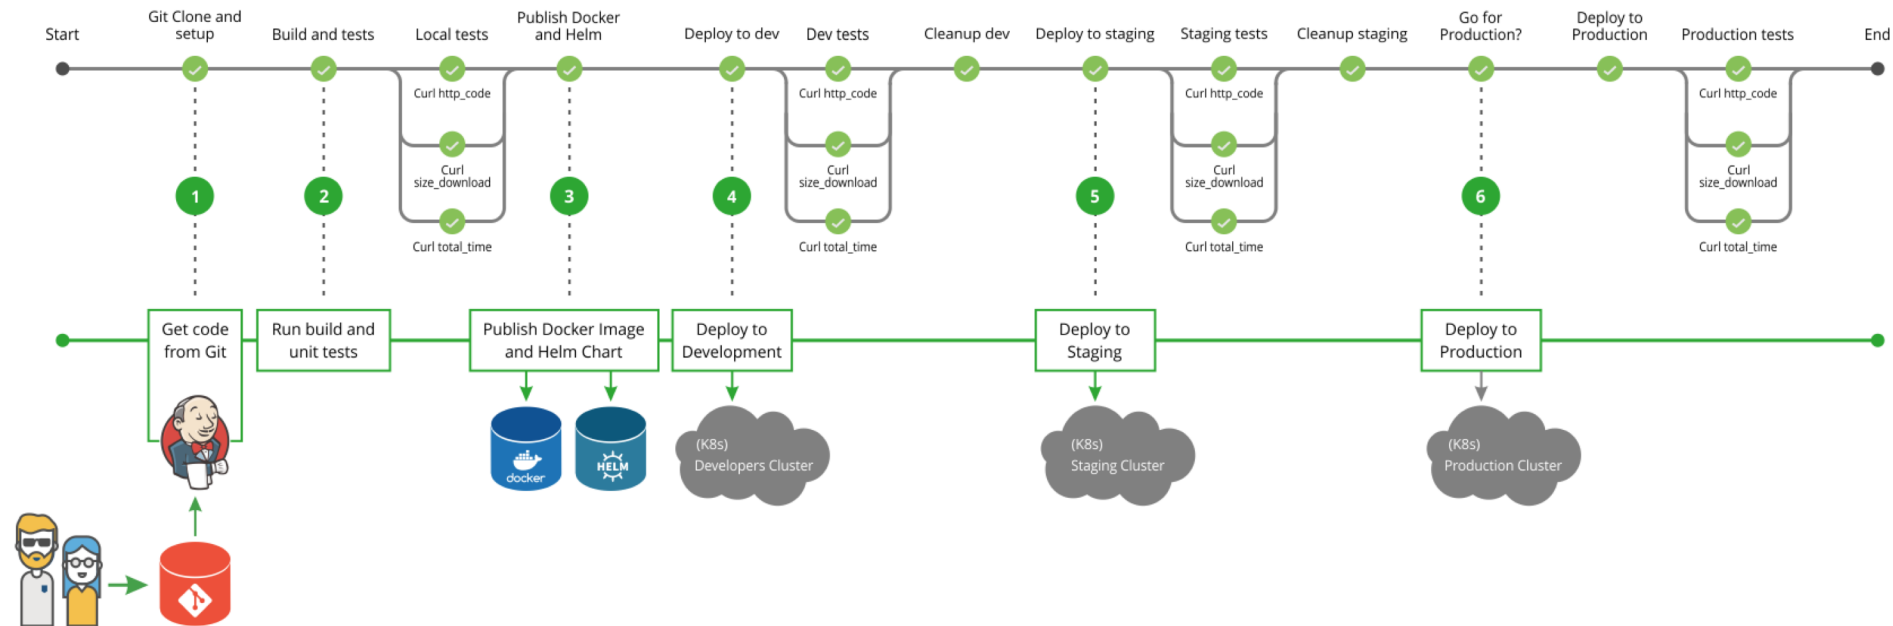 Start
Git Clone and
setup
Build and tests
Local tests
Publish Docker
and Helm
Deploy to dev
Dev tests
Cleanup dev
Deploy to staging
Staging tests
Cleanup staging
Go for
Production?
Deploy to
Production
Production tests
End
Curl http_code
Curl
size_download
Curl total_time
Curl http_code
Curl
size_download
Curl total_time
Curl http_code
Curl
size_download
Curl total_time
Curl http_code
Curl
size_download
Curl total_time
1
2
3
4
5
6
Get code
from Git
Run build and
unit tests
Publish Docker Image
and Helm Chart
Deploy to
Development
Deploy to
Staging
Deploy to
Production
docker
HELM
(K8s)
Developers Cluster
(K8s)
Staging Cluster
(K8s)
Production Cluster